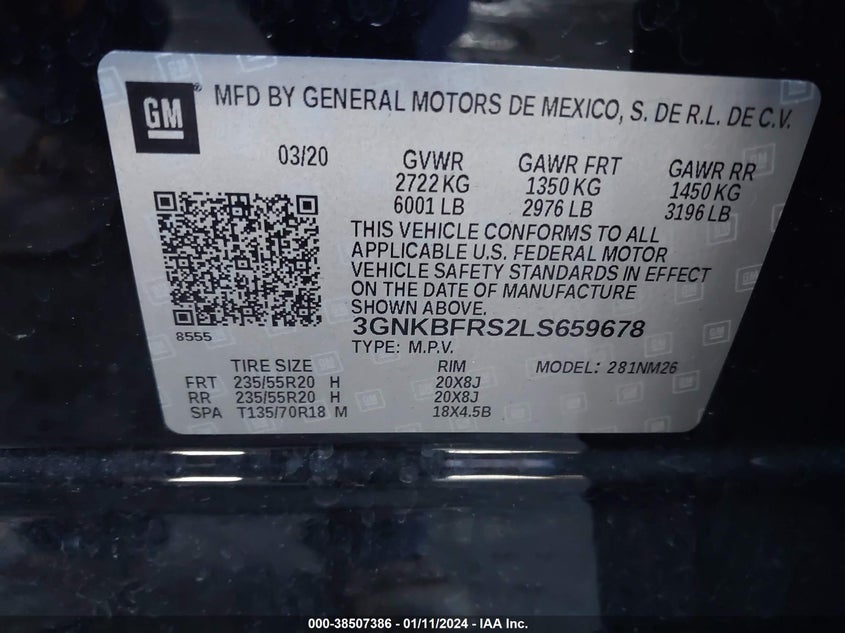 GM
MFD BY GENERAL MOTORS DE MEXICO, S. DE R.L. DE C.V.
03/20 GVWR GAWR FRT GAWR RR
2722 KG 1350 KG 1450 KG
6001 LB 2976 LB 3196 LB
THIS VEHICLE CONFORMS TO ALL
APPLICABLE U.S. FEDERAL MOTOR
VEHICLE SAFETY STANDARDS IN EFFECT
ON THE DATE OF MANUFACTURE
SHOWN ABOVE.
3GNKBFRS2LS659678
8555 TYPE: M.P.V.
TIRE SIZE RIM MODEL: 281NM26
FRT 235/55R20 H 20X8J
RR 235/55R20 H 20X8J
SPA T135/70R18 M 18X4.5B
000-38507386 - 01/11/2024 - IAA Inc.